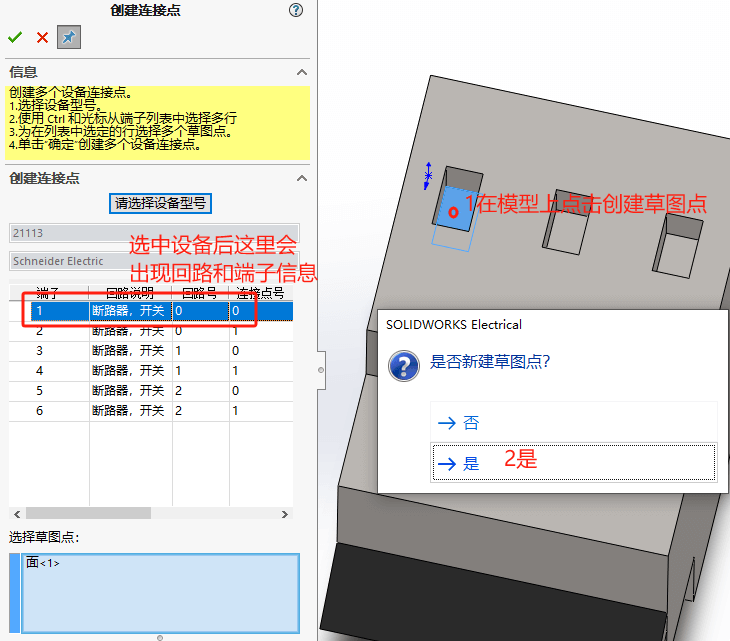 创建连接点
信息
创建多个设备连接点。
1.选择设备型号。
2.使用 Ctrl 和光标从端子列表中选择多行
3.为在列表中选定的行选择多个草图点。
4.单击“确定”创建多个设备连接点。
创建连接点
请选择设备型号
21113
Schneider Electric
选中设备后这里会
出现回路和端子信息
端子 回路说明 回路号 连接点号
1 断路器，开关 0 0
2 断路器，开关 0 1
3 断路器，开关 1 0
4 断路器，开关 1 1
5 断路器，开关 2 0
6 断路器，开关 2 1
选择草图点：
面<1>
1在模型上点击创建草图点
SOLIDWORKS Electrical
是否新建草图点?
否
是
2是